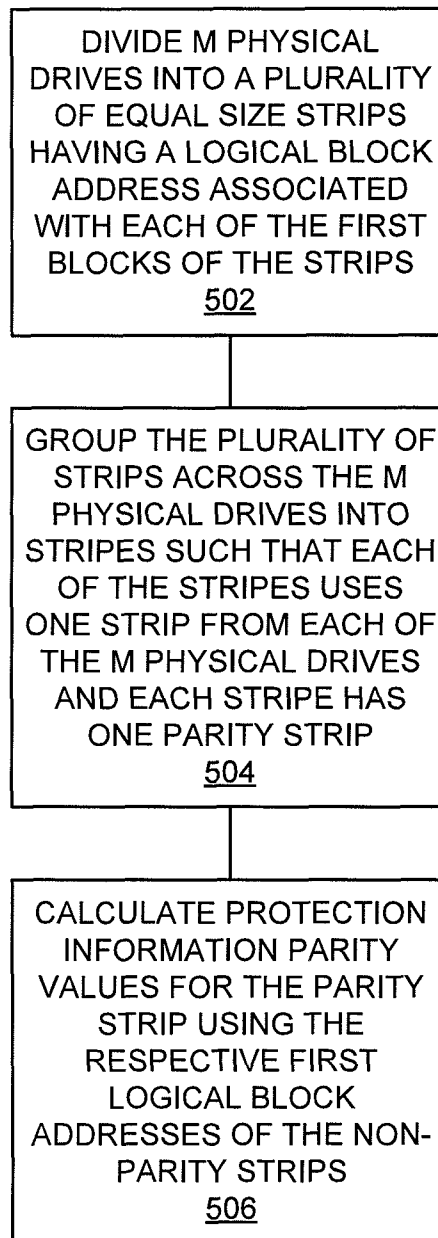 DIVIDE M PHYSICAL
DRIVES INTO A PLURALITY
OF EQUAL SIZE STRIPS
HAVING A LOGICAL BLOCK
ADDRESS ASSOCIATED
WITH EACH OF THE FIRST
BLOCKS OF THE STRIPS
502
GROUP THE PLURALITY OF
STRIPS ACROSS THE M
PHYSICAL DRIVES INTO
STRIPES SUCH THAT EACH
OF THE STRIPES USES
ONE STRIP FROM EACH OF
THE M PHYSICAL DRIVES
AND EACH STRIPE HAS
ONE PARITY STRIP
504
CALCULATE PROTECTION
INFORMATION PARITY
VALUES FOR THE PARITY
STRIP USING THE
RESPECTIVE FIRST
LOGICAL BLOCK
ADDRESSES OF THE NON-
PARITY STRIPS
506